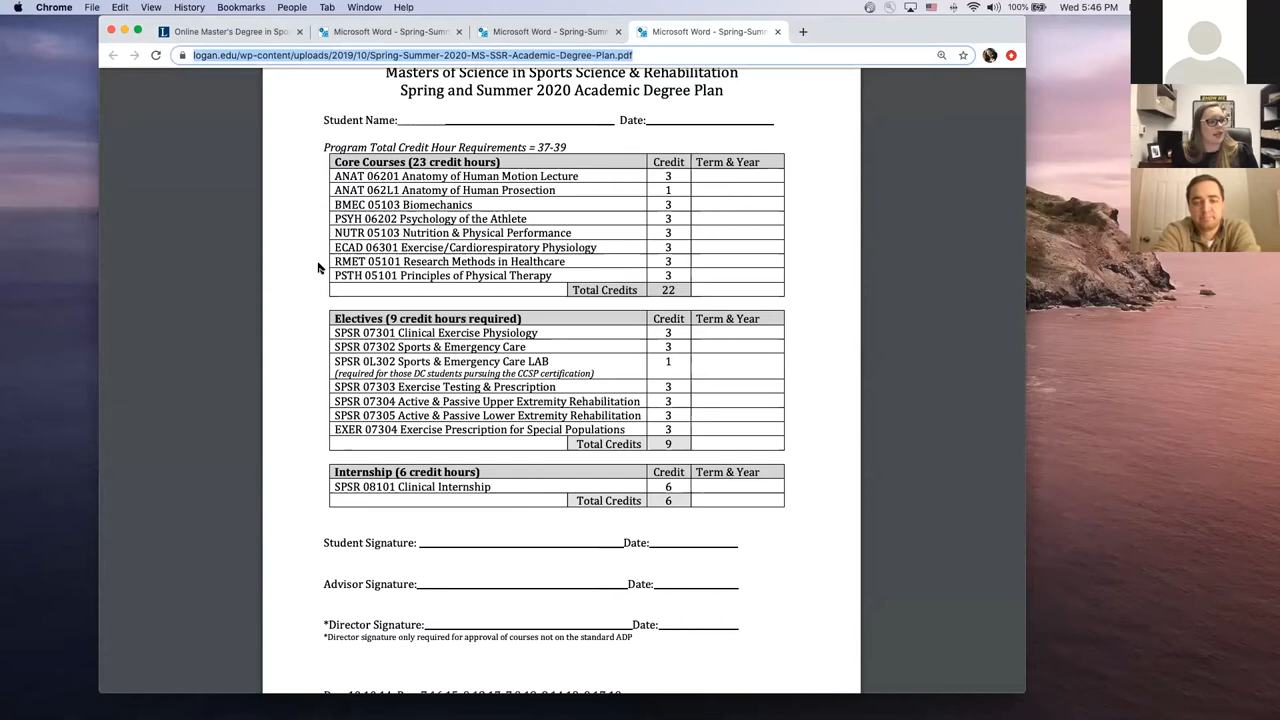 Chrome File Edit View History Bookmarks People Tab Window Help 100% Wed 5:46 PM
Online Master's Degree in Spo Microsoft Word - Spring-Summ Microsoft Word - Spring-Summ Microsoft Word - Spring-Summ
logan.edu/wp-content/uploads/2019/10/Spring-Summer-2020-MS-SSR-Academic-Degree-Plan.pdf
Masters of Science in Sports Science & Rehabilitation
Spring and Summer 2020 Academic Degree Plan
Student Name: Date:
Program Total Credit Hour Requirements = 37-39
Core Courses (23 credit hours) Credit Term & Year
ANAT 06201 Anatomy of Human Motion Lecture 3
ANAT 062L1 Anatomy of Human Prosection 1
BMEC 05103 Biomechanics 3
PSYH 06202 Psychology of the Athlete 3
NUTR 05103 Nutrition & Physical Performance 3
ECAD 06301 Exercise/Cardiorespiratory Physiology 3
RMET 05101 Research Methods in Healthcare 3
PSTH 05101 Principles of Physical Therapy 3
Total Credits 22
Electives (9 credit hours required) Credit Term & Year
SPSR 07301 Clinical Exercise Physiology 3
SPSR 07302 Sports & Emergency Care 3
SPSR 0L302 Sports & Emergency Care LAB 1
(required for those DC students pursuing the CCSP certification)
SPSR 07303 Exercise Testing & Prescription 3
SPSR 07304 Active & Passive Upper Extremity Rehabilitation 3
SPSR 07305 Active & Passive Lower Extremity Rehabilitation 3
EXER 07304 Exercise Prescription for Special Populations 3
Total Credits 9
Internship (6 credit hours) Credit Term & Year
SPSR 08101 Clinical Internship 6
Total Credits 6
Student Signature: Date:
Advisor Signature: Date:
*Director Signature: Date:
*Director signature only required for approval of courses not on the standard ADP